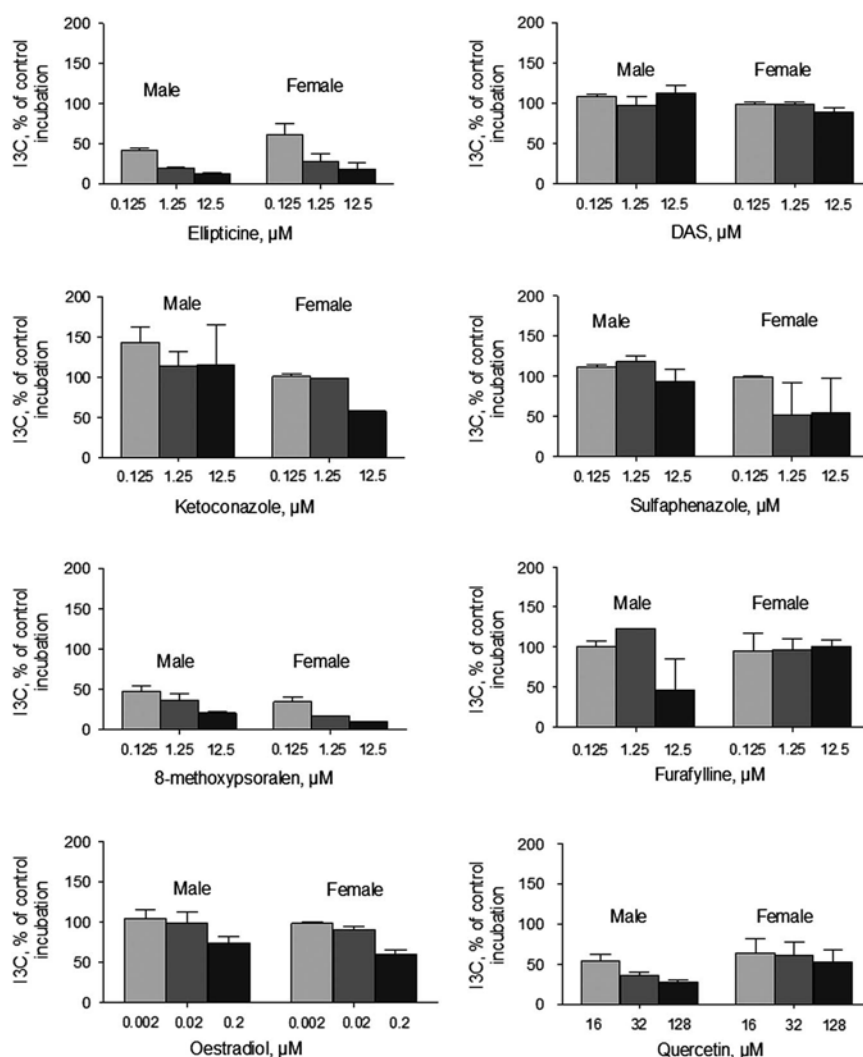 I3C, % of control
incubation
200
150
100
50
0
Male
Female
0.125 1.25 12.5 0.125 1.25 12.5
Ellipticine, µM
I3C, % of control
incubation
200
150
100
50
0
Male
Female
0.125 1.25 12.5 0.125 1.25 12.5
DAS, µM
I3C, % of control
incubation
200
150
100
50
0
Male
Female
0.125 1.25 12.5 0.125 1.25 12.5
Ketoconazole, µM
I3C, % of control
incubation
200
150
100
50
0
Male
Female
0.125 1.25 12.5 0.125 1.25 12.5
Sulfaphenazole, µM
I3C, % of control
incubation
200
150
100
50
0
Male
Female
0.125 1.25 12.5 0.125 1.25 12.5
8-methoxypsoralen, µM
I3C, % of control
incubation
200
150
100
50
0
Male
Female
0.125 1.25 12.5 0.125 1.25 12.5
Furafylline, µM
I3C, % of control
incubation
200
150
100
50
0
Male
Female
0.002 0.02 0.2 0.002 0.02 0.2
Oestradiol, µM
I3C, % of control
incubation
200
150
100
50
0
Male
Female
16 32 128 16 32 128
Quercetin, µM